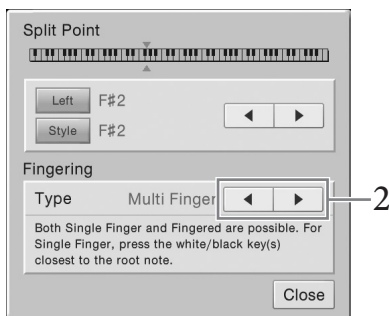 Split Point
Left F#2
Style F#2
Fingering
Type Multi Finger
2
Both Single Finger and Fingered are possible. For
Single Finger, press the white/black key(s)
closest to the root note.
Close